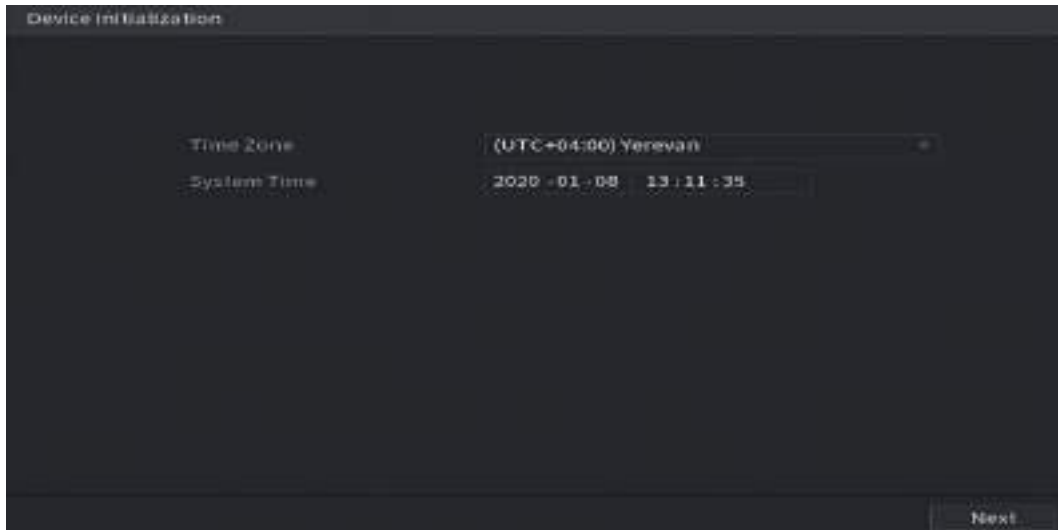 Device Initialization
Time Zone (UTC+04:00) Yerevan
System Time 2020 - 01 - 08 13 : 11 : 35
Next